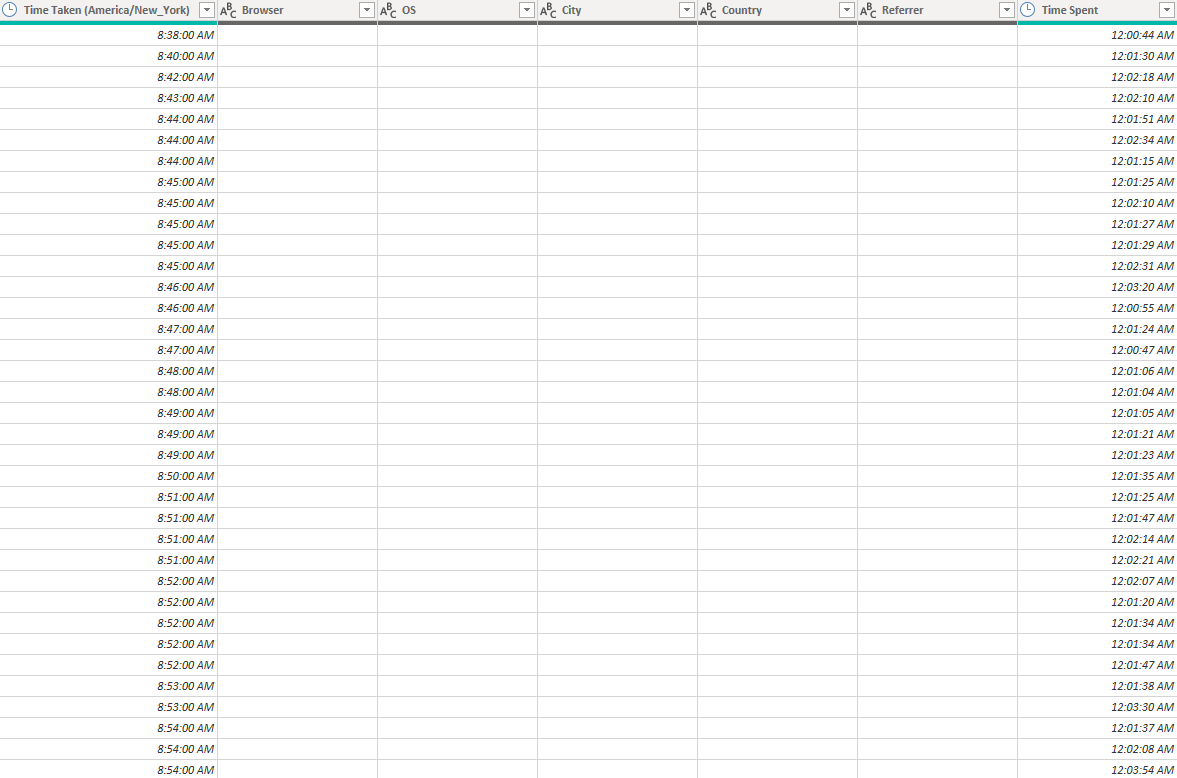 Time Taken (America/New_York) ABC Browser ABC OS ABC City ABC Country ABC Referrer Time Spent
8:38:00 AM 12:00:44 AM
8:40:00 AM 12:01:30 AM
8:42:00 AM 12:02:18 AM
8:43:00 AM 12:02:10 AM
8:44:00 AM 12:01:51 AM
8:44:00 AM 12:02:34 AM
8:44:00 AM 12:01:15 AM
8:45:00 AM 12:01:25 AM
8:45:00 AM 12:02:10 AM
8:45:00 AM 12:01:27 AM
8:45:00 AM 12:01:29 AM
8:45:00 AM 12:02:31 AM
8:46:00 AM 12:03:20 AM
8:46:00 AM 12:00:55 AM
8:47:00 AM 12:01:24 AM
8:47:00 AM 12:00:47 AM
8:48:00 AM 12:01:06 AM
8:48:00 AM 12:01:04 AM
8:49:00 AM 12:01:05 AM
8:49:00 AM 12:01:21 AM
8:49:00 AM 12:01:23 AM
8:50:00 AM 12:01:35 AM
8:51:00 AM 12:01:25 AM
8:51:00 AM 12:01:47 AM
8:51:00 AM 12:02:14 AM
8:51:00 AM 12:02:21 AM
8:52:00 AM 12:02:07 AM
8:52:00 AM 12:01:20 AM
8:52:00 AM 12:01:34 AM
8:52:00 AM 12:01:34 AM
8:52:00 AM 12:01:47 AM
8:53:00 AM 12:01:38 AM
8:53:00 AM 12:03:30 AM
8:54:00 AM 12:01:37 AM
8:54:00 AM 12:02:08 AM
8:54:00 AM 12:03:54 AM